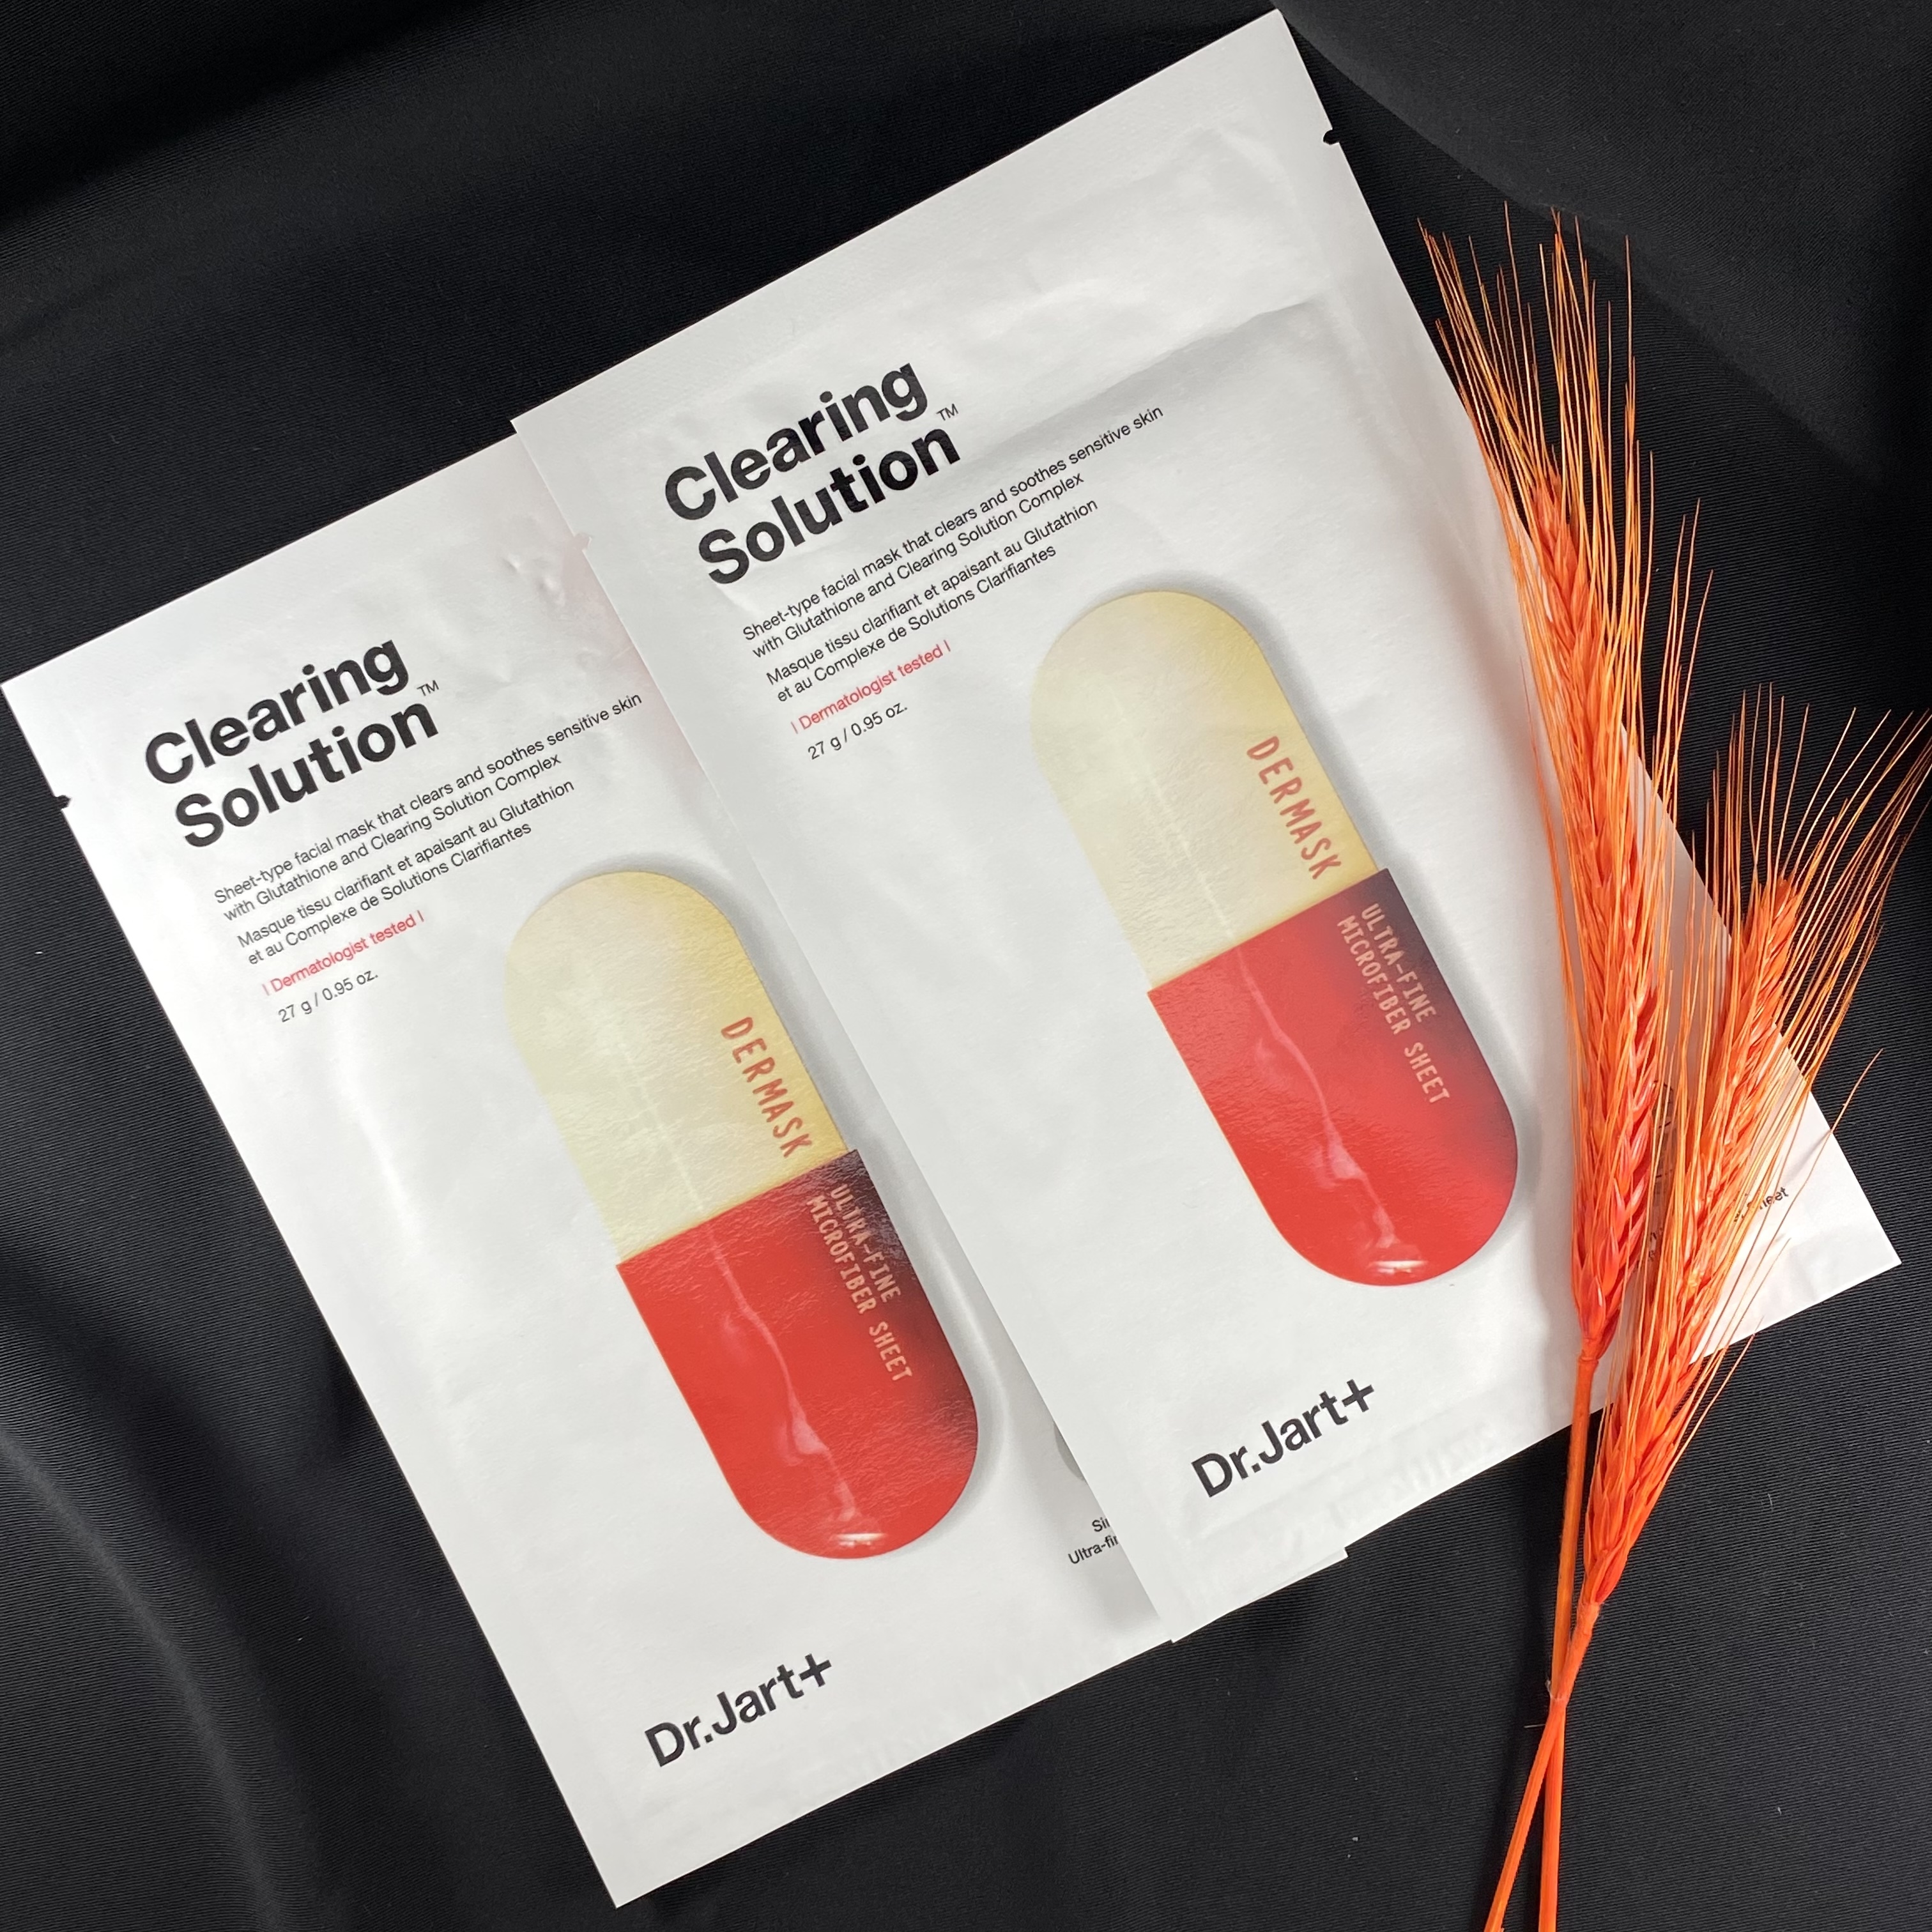 Clearing
Solution™
Sheet-type facial mask that clears and soothes sensitive skin
with Glutathione and Clearing Solution Complex
Masque tissu clarifiant et apaisant au Glutathion
et au Complexe de Solutions Clarifiantes
| Dermatologist tested |
27 g / 0.95 oz.
DERMASK
ULTRA-FINE
MICROFIBER SHEET
Dr.Jart+
Clearing
Solution™
Sheet-type facial mask that clears and soothes sensitive skin
with Glutathione and Clearing Solution Complex
Masque tissu clarifiant et apaisant au Glutathion
et au Complexe de Solutions Clarifiantes
| Dermatologist tested |
27 g / 0.95 oz.
DERMASK
ULTRA-FINE
MICROFIBER SHEET
Dr.Jart+